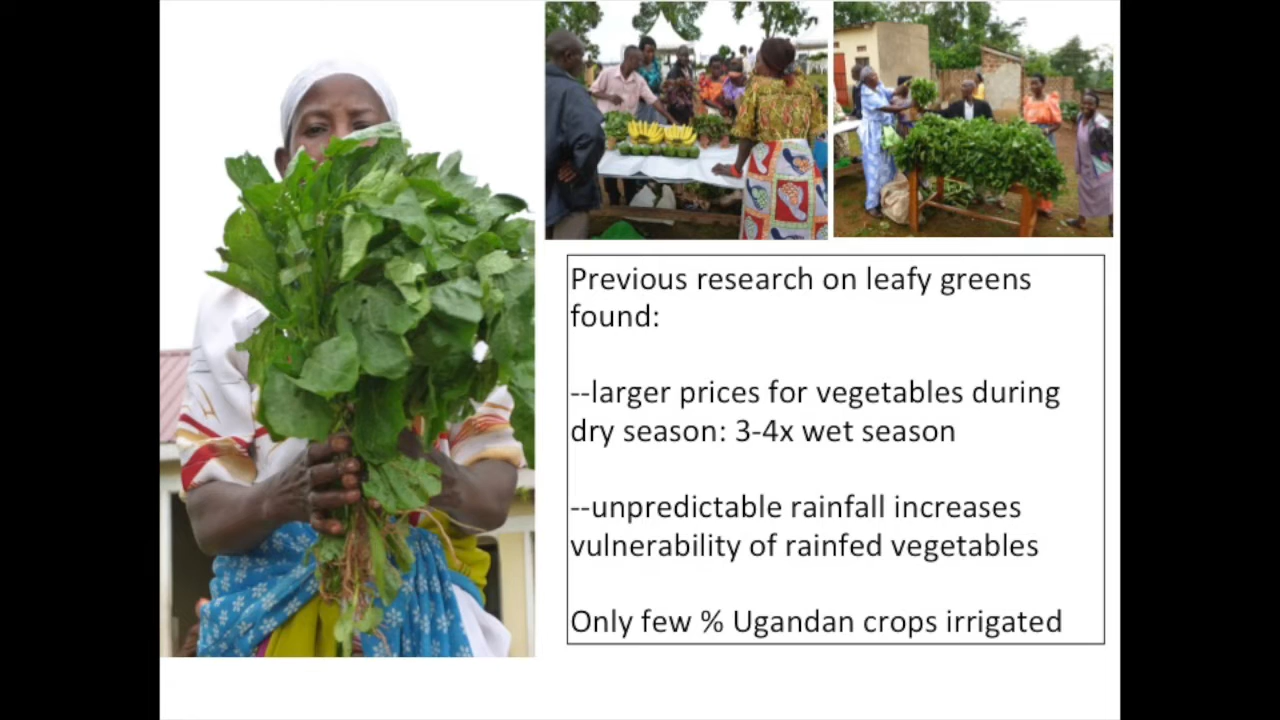 Previous research on leafy greens
found:
--larger prices for vegetables during
dry season: 3-4x wet season
--unpredictable rainfall increases
vulnerability of rainfed vegetables
Only few % Ugandan crops irrigated